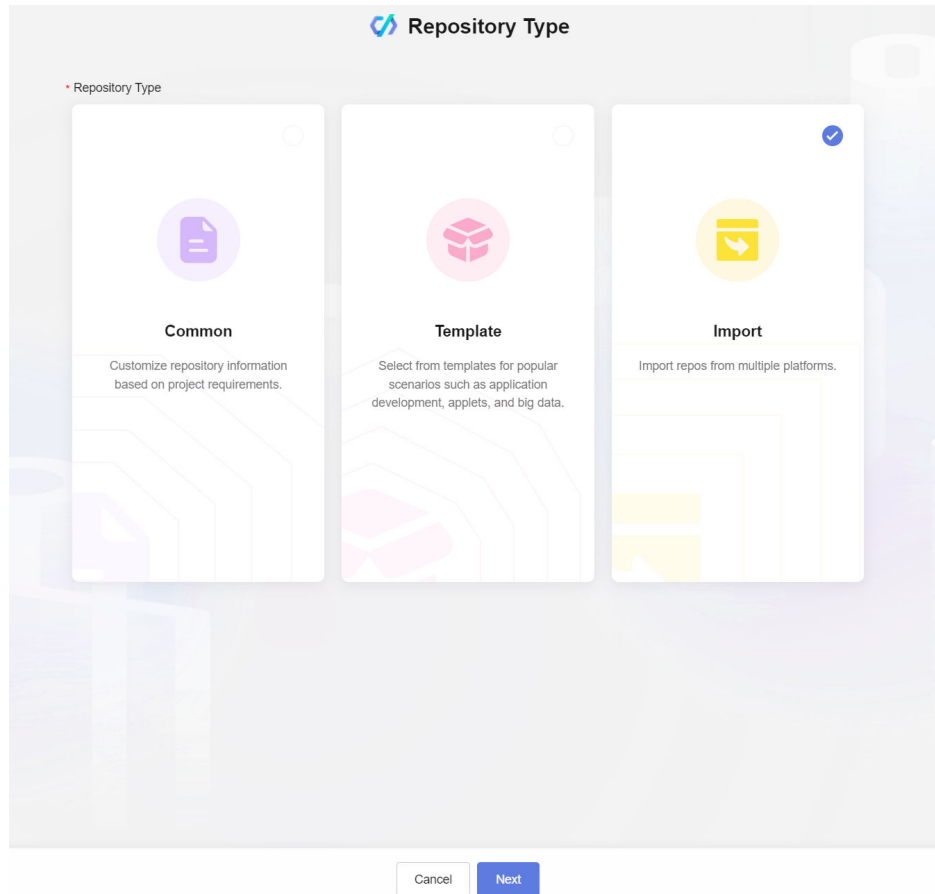 Repository Type
* Repository Type
Common
Customize repository information
based on project requirements.
Template
Select from templates for popular
scenarios such as application
development, applets, and big data.
Import
Import repos from multiple platforms.
Cancel
Next